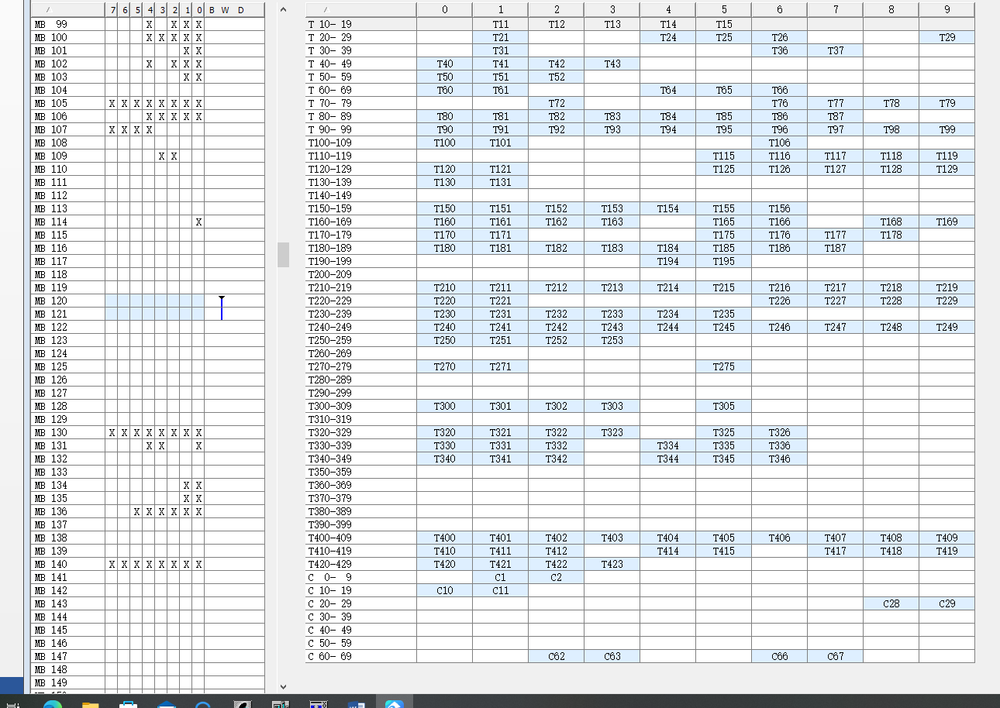 7 6 5 4 3 2 1 0 B W D
MB 99 X X X X
MB 100 X X X X X
MB 101 X X
MB 102 X X X X
MB 103 X X
MB 104
MB 105 X X X X X X X X
MB 106 X X X X X
MB 107 X X X X
MB 108
MB 109 X X
MB 110
MB 111
MB 112
MB 113
MB 114 X
MB 115
MB 116
MB 117
MB 118
MB 119
MB 120
MB 121
MB 122
MB 123
MB 124
MB 125
MB 126
MB 127
MB 128
MB 129
MB 130 X X X X X X X X
MB 131 X X X
MB 132
MB 133
MB 134 X X
MB 135 X X
MB 136 X X X X X X
MB 137
MB 138
MB 139
MB 140 X X X X X X X X
MB 141
MB 142
MB 143
MB 144
MB 145
MB 146
MB 147
MB 148
MB 149
0 1 2 3 4 5 6 7 8 9
T 10- 19 T11 T12 T13 T14 T15
T 20- 29 T21 T24 T25 T26 T29
T 30- 39 T31 T36 T37
T 40- 49 T40 T41 T42 T43
T 50- 59 T50 T51 T52
T 60- 69 T60 T61 T64 T65 T66
T 70- 79 T72 T76 T77 T78 T79
T 80- 89 T80 T81 T82 T83 T84 T85 T86 T87
T 90- 99 T90 T91 T92 T93 T94 T95 T96 T97 T98 T99
T100-109 T100 T101 T106
T110-119 T115 T116 T117 T118 T119
T120-129 T120 T121 T125 T126 T127 T128 T129
T130-139 T130 T131
T140-149
T150-159 T150 T151 T152 T153 T154 T155 T156
T160-169 T160 T161 T162 T163 T165 T166 T168 T169
T170-179 T170 T171 T175 T176 T177 T178
T180-189 T180 T181 T182 T183 T184 T185 T186 T187
T190-199 T194 T195
T200-209
T210-219 T210 T211 T212 T213 T214 T215 T216 T217 T218 T219
T220-229 T220 T221 T226 T227 T228 T229
T230-239 T230 T231 T232 T233 T234 T235
T240-249 T240 T241 T242 T243 T244 T245 T246 T247 T248 T249
T250-259 T250 T251 T252 T253
T260-269
T270-279 T270 T271 T275
T280-289
T290-299
T300-309 T300 T301 T302 T303 T305
T310-319
T320-329 T320 T321 T322 T323 T325 T326
T330-339 T330 T331 T332 T334 T335 T336
T340-349 T340 T341 T342 T344 T345 T346
T350-359
T360-369
T370-379
T380-389
T390-399
T400-409 T400 T401 T402 T403 T404 T405 T406 T407 T408 T409
T410-419 T410 T411 T412 T414 T415 T417 T418 T419
T420-429 T420 T421 T422 T423
C 0- 9 C1 C2
C 10- 19 C10 C11
C 20- 29 C28 C29
C 30- 39
C 40- 49
C 50- 59
C 60- 69 C62 C63 C66 C67